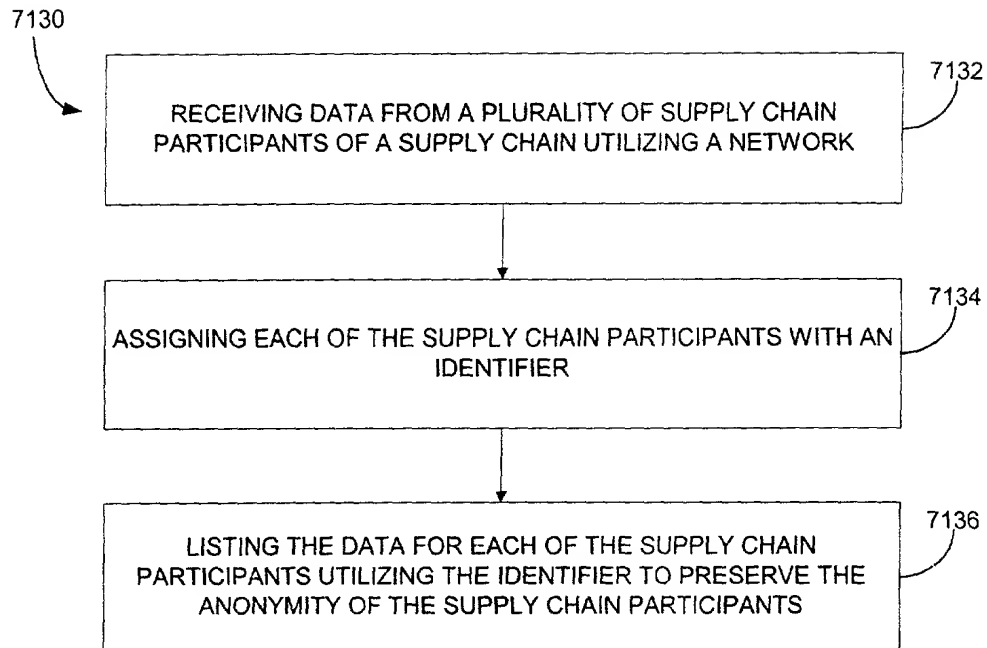 7130
7132
RECEIVING DATA FROM A PLURALITY OF SUPPLY CHAIN
PARTICIPANTS OF A SUPPLY CHAIN UTILIZING A NETWORK
7134
ASSIGNING EACH OF THE SUPPLY CHAIN PARTICIPANTS WITH AN
IDENTIFIER
7136
LISTING THE DATA FOR EACH OF THE SUPPLY CHAIN
PARTICIPANTS UTILIZING THE IDENTIFIER TO PRESERVE THE
ANONYMITY OF THE SUPPLY CHAIN PARTICIPANTS